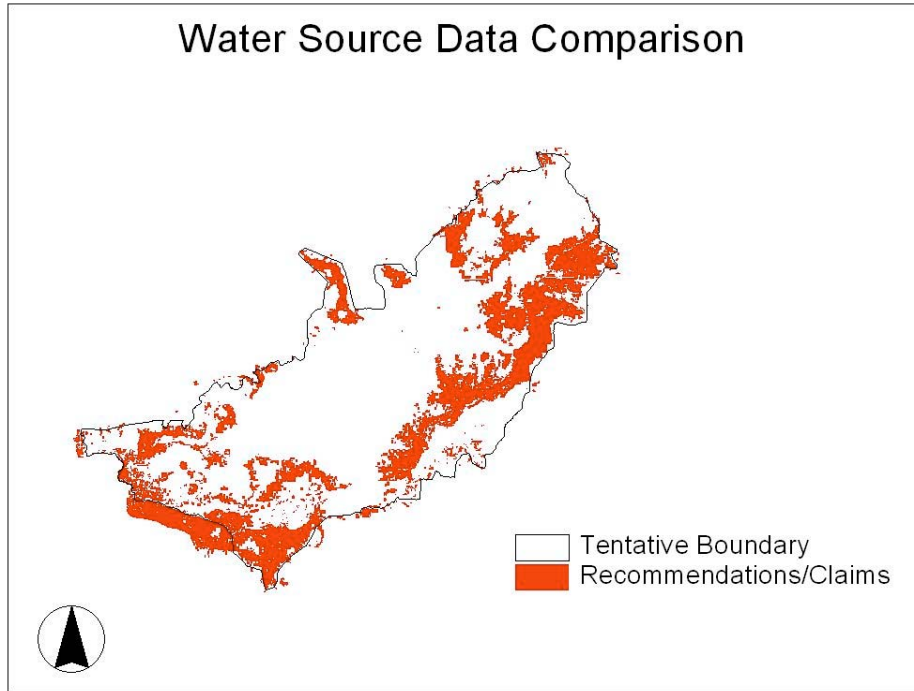 Water Source Data Comparison
Tentative Boundary
Recommendations/Claims